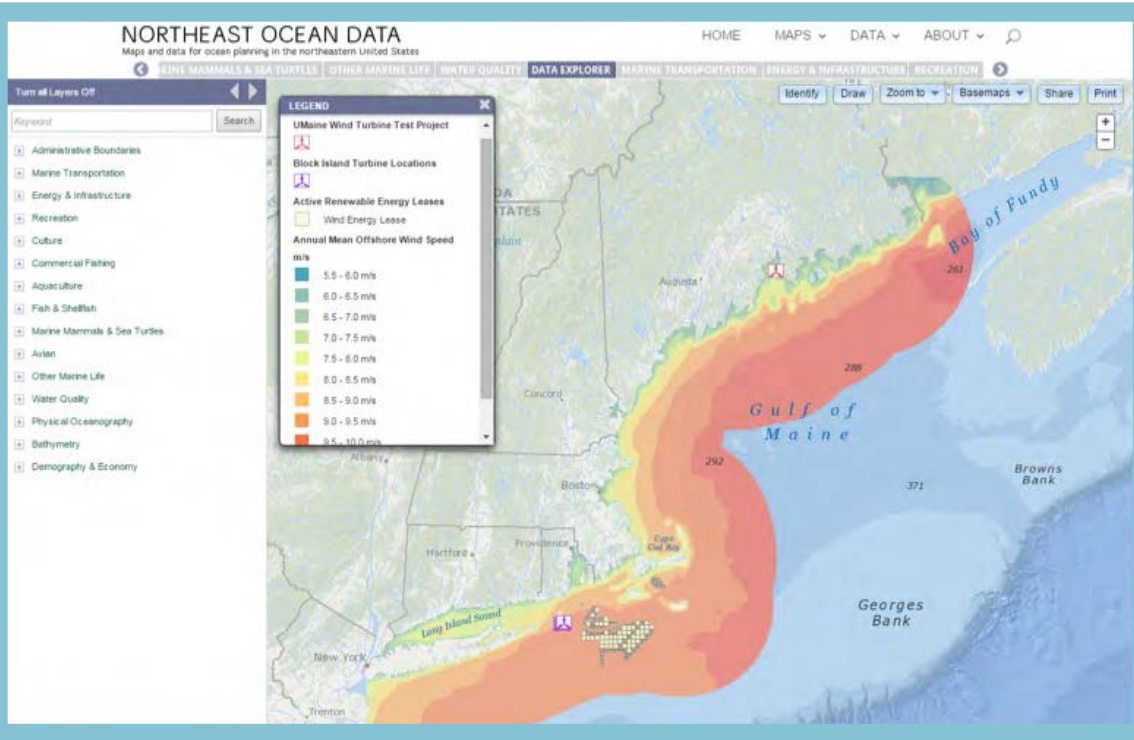 NORTHEAST OCEAN DATA
Maps and data for ocean planning in the northeastern United States
HOME MAPS DATA ABOUT
MAMMALS & SEA TURTLES OTHER MARINE LIFE WATER QUALITY DATA EXPLORER MARINE TRANSPORTATION ENERGY & INFRASTRUCTURE RECREATION
Turn all Layers Off
Keyword Search
Administrative Boundaries
Marine Transportation
Energy & Infrastructure
Recreation
Culture
Commercial Fishing
Aquaculture
Fish & Shellfish
Marine Mammals & Sea Turtles
Avian
Other Marine Life
Water Quality
Physical Oceanography
Bathymetry
Demography & Economy
LEGEND
UMaine Wind Turbine Test Project
Block Island Turbine Locations
Active Renewable Energy Leases
Wind Energy Lease
Annual Mean Offshore Wind Speed
m/s
5.5 - 6.0 m/s
6.0 - 6.5 m/s
6.5 - 7.0 m/s
7.0 - 7.5 m/s
7.5 - 8.0 m/s
8.0 - 8.5 m/s
8.5 - 9.0 m/s
9.0 - 9.5 m/s
9.5 - 10.0 m/s
Identify Draw Zoom to Basemaps Share Print
+
-
TATES
Bay of Fundy
261
Augusta
288
Concord
Gulf of
Maine
Albany
292
Browns
Bank
371
Boston
Cape
Cod Bay
Providence
Hartford
Georges
Bank
Long Island Sound
New York
Trenton